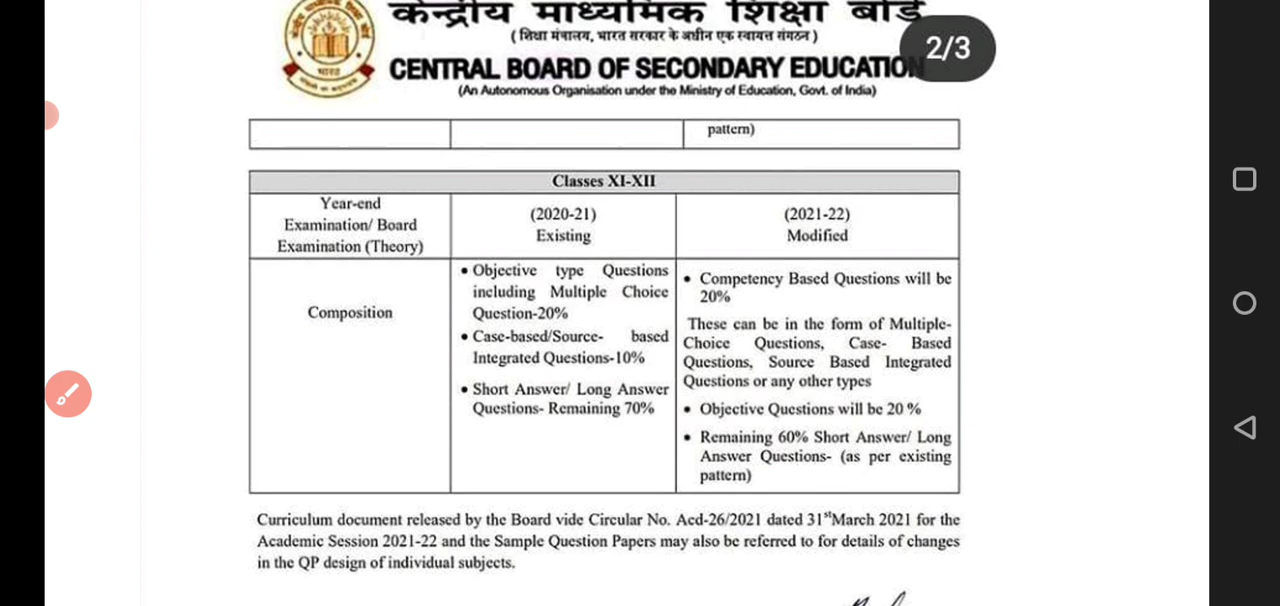 केन्द्रीय माध्यमिक शिक्षा बोर्ड
( शिक्षा मंत्रालय, भारत सरकार के अधीन एक स्वायत्त संगठन )
2/3
CENTRAL BOARD OF SECONDARY EDUCATION
(An Autonomous Organisation under the Ministry of Education, Govt. of India)
भारत
pattern)
Classes XI-XII
Year-end
Examination/ Board
Examination (Theory)
(2020-21)
Existing
(2021-22)
Modified
Composition
• Objective type Questions
including Multiple Choice
Question-20%
• Case-based/Source- based
Integrated Questions-10%
• Short Answer/ Long Answer
Questions- Remaining 70%
• Competency Based Questions will be
20%
These can be in the form of Multiple-
Choice Questions, Case- Based
Questions, Source Based Integrated
Questions or any other types
• Objective Questions will be 20 %
• Remaining 60% Short Answer/ Long
Answer Questions- (as per existing
pattern)
Curriculum document released by the Board vide Circular No. Acd-26/2021 dated 31stMarch 2021 for the
Academic Session 2021-22 and the Sample Question Papers may also be referred to for details of changes
in the QP design of individual subjects.